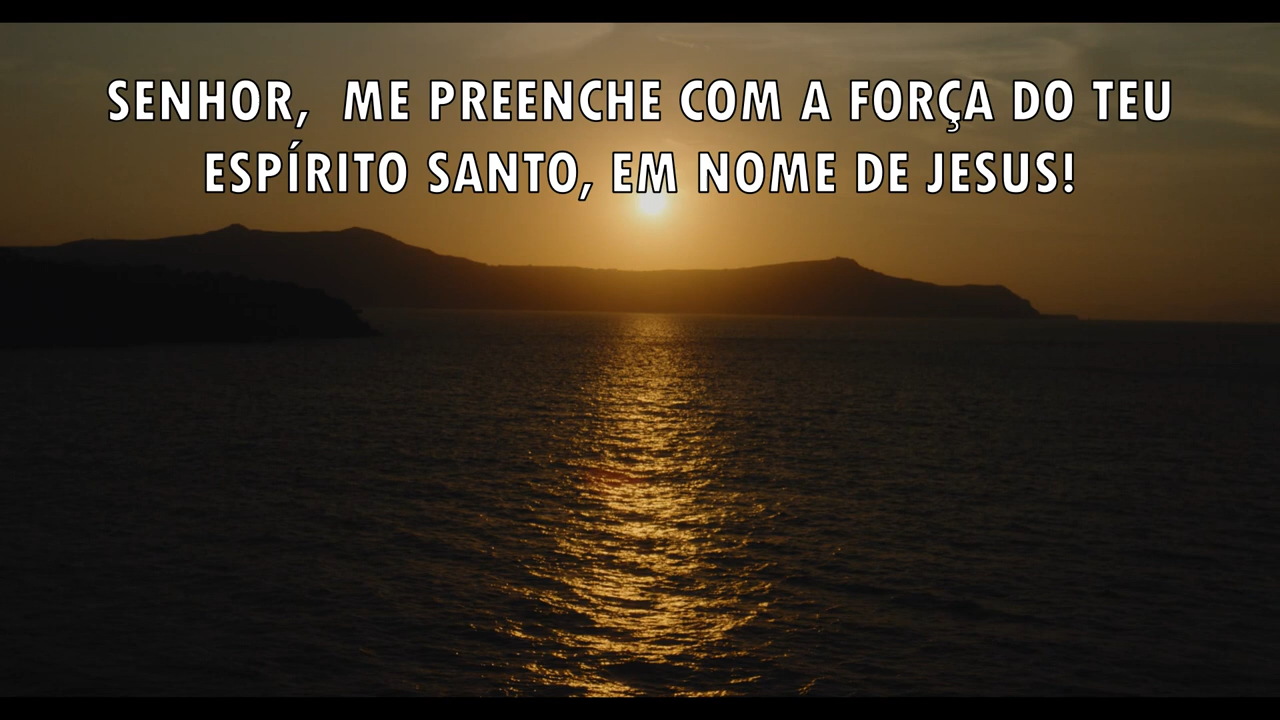 SENHOR,  ME PREENCHE COM A FORÇA DO TEU
ESPÍRITO SANTO, EM NOME DE JESUS!